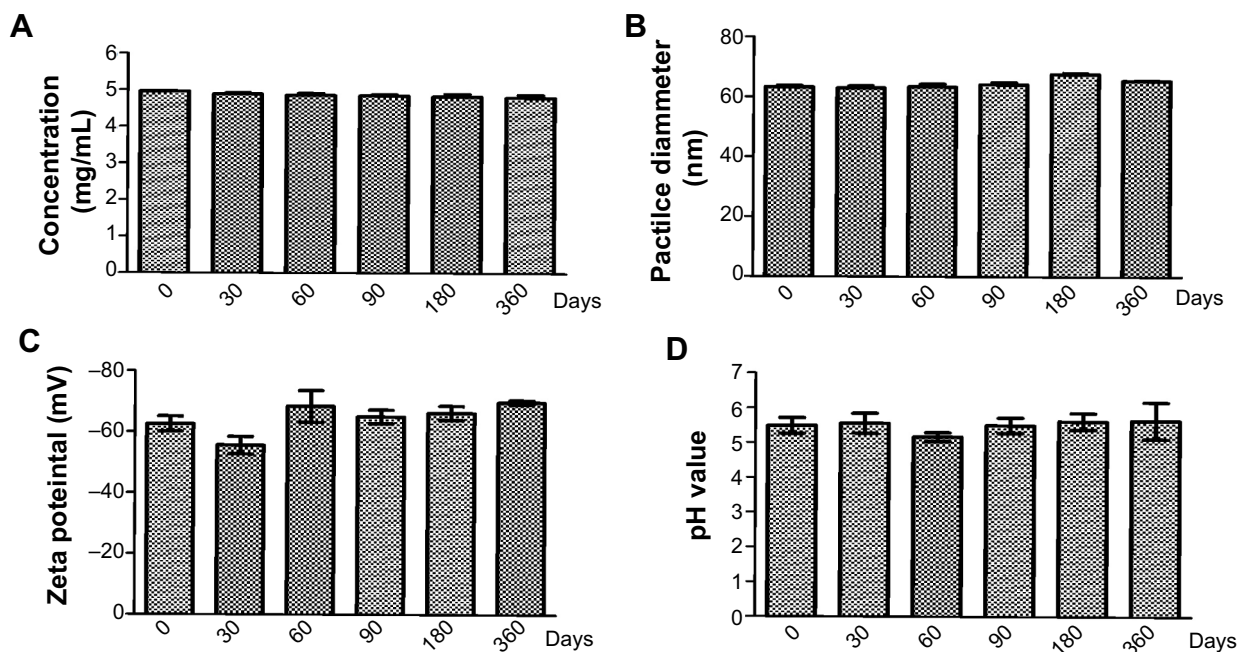 A
Concentration
(mg/mL)
6
5
4
3
2
1
0
0 30 60 90 180 360 Days
B
Pactilce diammeter
(nm)
80
60
40
20
0
0 30 60 90 180 360 Days
C
Zeta poteintal (mV)
–80
–60
–40
–20
0
0 30 60 90 180 360 Days
D
pH value
7
6
5
4
3
2
1
0
0 30 60 90 180 360 Days